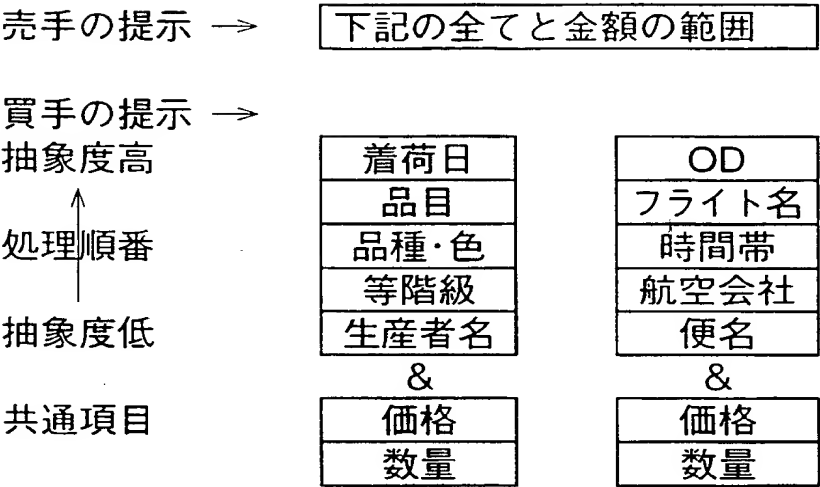 売手の提示 → 下記の全てと金額の範囲
買手の提示 →
抽象度高 着荷日 OD
品目 フライト名
処理順番 品種・色 時間帯
等階級 航空会社
抽象度低 生産者名 便名
& &
共通項目 価格 価格
数量 数量